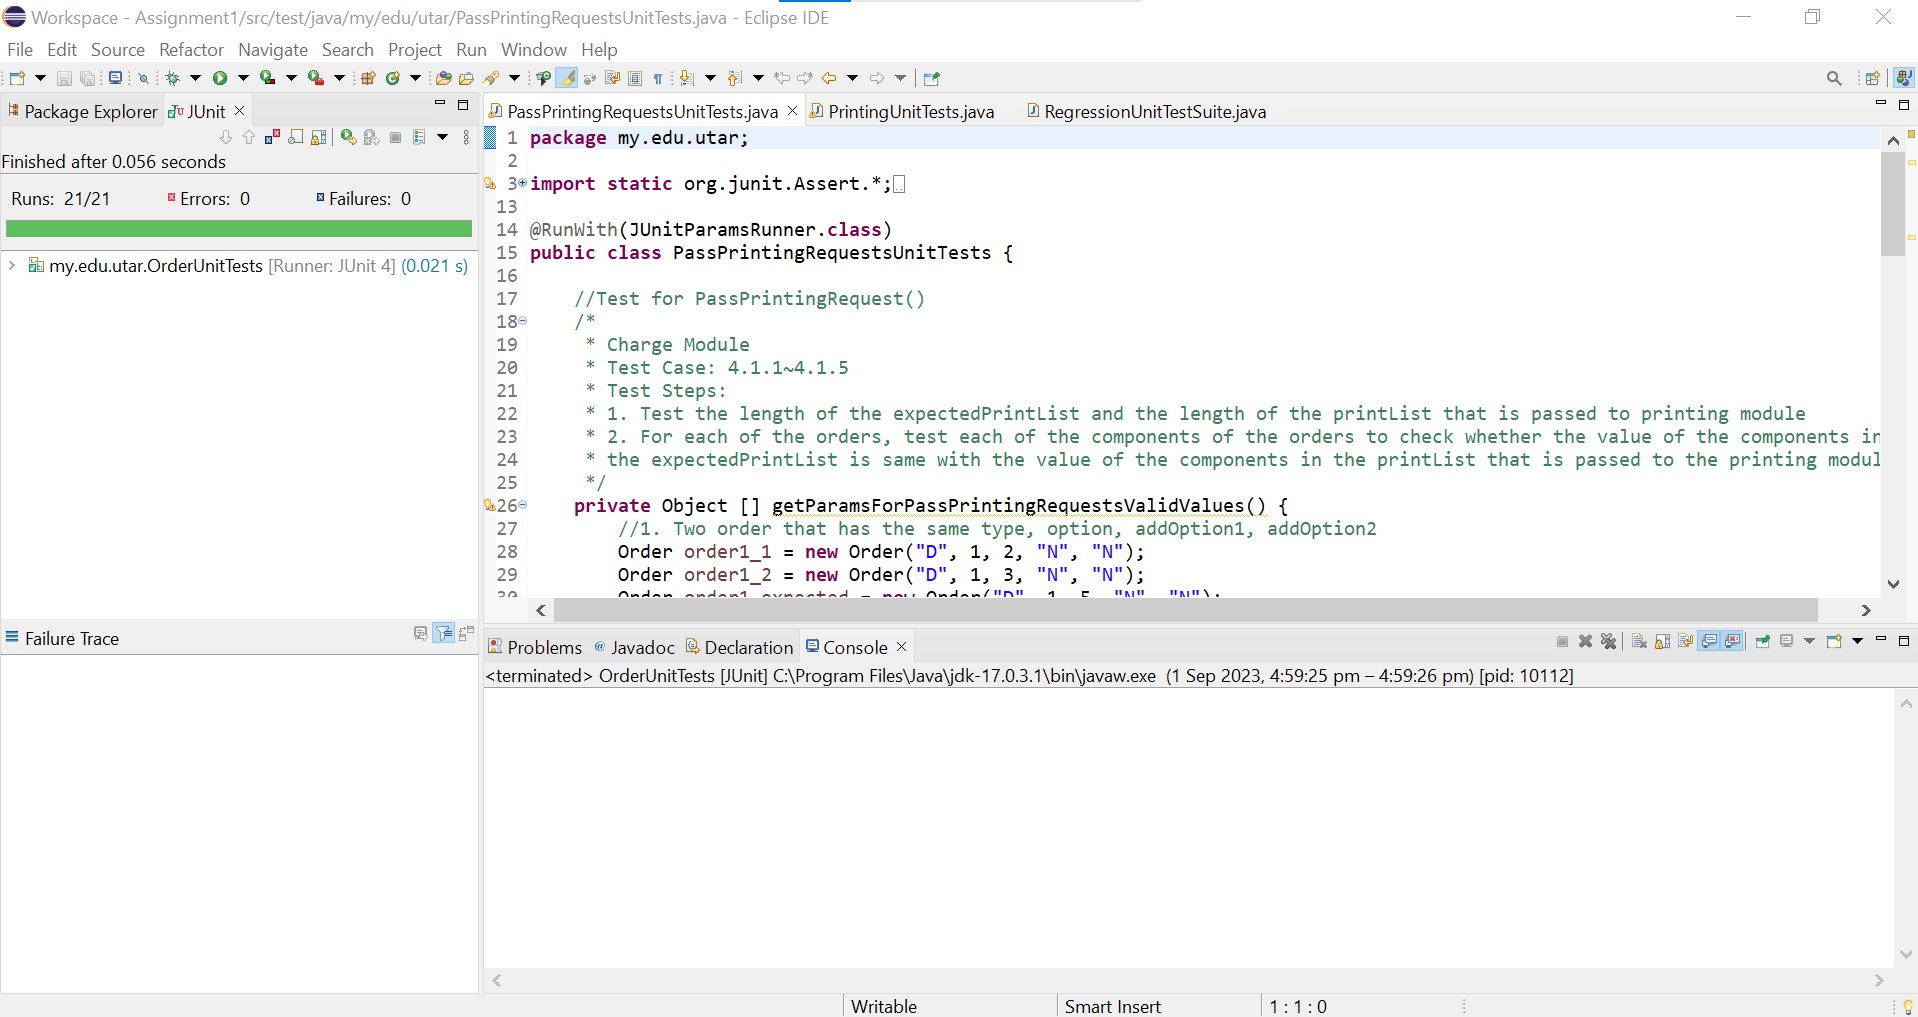 Workspace - Assignment1/src/test/java/my/edu/utar/PassPrintingRequestsUnitTests.java - Eclipse IDE
File Edit Source Refactor Navigate Search Project Run Window Help
Package Explorer JUnit
Finished after 0.056 seconds
Runs: 21/21 Errors: 0 Failures: 0
my.edu.utar.OrderUnitTests [Runner: JUnit 4] (0.021 s)
Failure Trace
PassPrintingRequestsUnitTests.java PrintingUnitTests.java RegressionUnitTestSuite.java
1 package my.edu.utar;
2
3 import static org.junit.Assert.*;
13
14 @RunWith(JUnitParamsRunner.class)
15 public class PassPrintingRequestsUnitTests {
16
17 //Test for PassPrintingRequest()
18 /*
19 * Charge Module
20 * Test Case: 4.1.1~4.1.5
21 * Test Steps:
22 * 1. Test the length of the expectedPrintList and the length of the printList that is passed to printing module
23 * 2. For each of the orders, test each of the components of the orders to check whether the value of the components in
24 * the expectedPrintList is same with the value of the components in the printList that is passed to the printing modul
25 */
26 private Object [] getParamsForPassPrintingRequestsValidValues() {
27 //1. Two order that has the same type, option, addOption1, addOption2
28 Order order1_1 = new Order("D", 1, 2, "N", "N");
29 Order order1_2 = new Order("D", 1, 3, "N", "N");
30 Order order1_expected = new Order("D", 1, 5, "N", "N");
Problems Javadoc Declaration Console
<terminated> OrderUnitTests [JUnit] C:\Program Files\Java\jdk-17.0.3.1\bin\javaw.exe (1 Sep 2023, 4:59:25 pm – 4:59:26 pm) [pid: 10112]
Writable Smart Insert 1 : 1 : 0